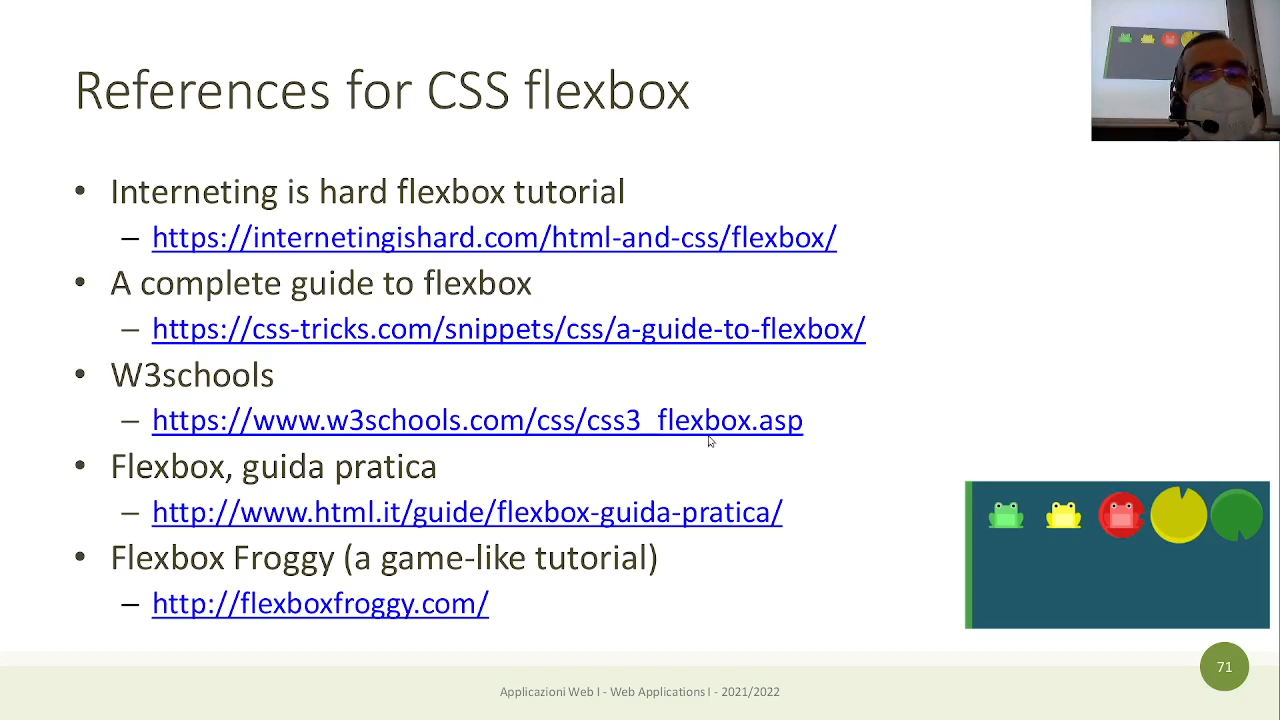 References for CSS flexbox
• Interneting is hard flexbox tutorial
– https://internetingishard.com/html-and-css/flexbox/
• A complete guide to flexbox
– https://css-tricks.com/snippets/css/a-guide-to-flexbox/
• W3schools
– https://www.w3schools.com/css/css3_flexbox.asp
• Flexbox, guida pratica
– http://www.html.it/guide/flexbox-guida-pratica/
• Flexbox Froggy (a game-like tutorial)
– http://flexboxfroggy.com/
71
Applicazioni Web I - Web Applications I - 2021/2022